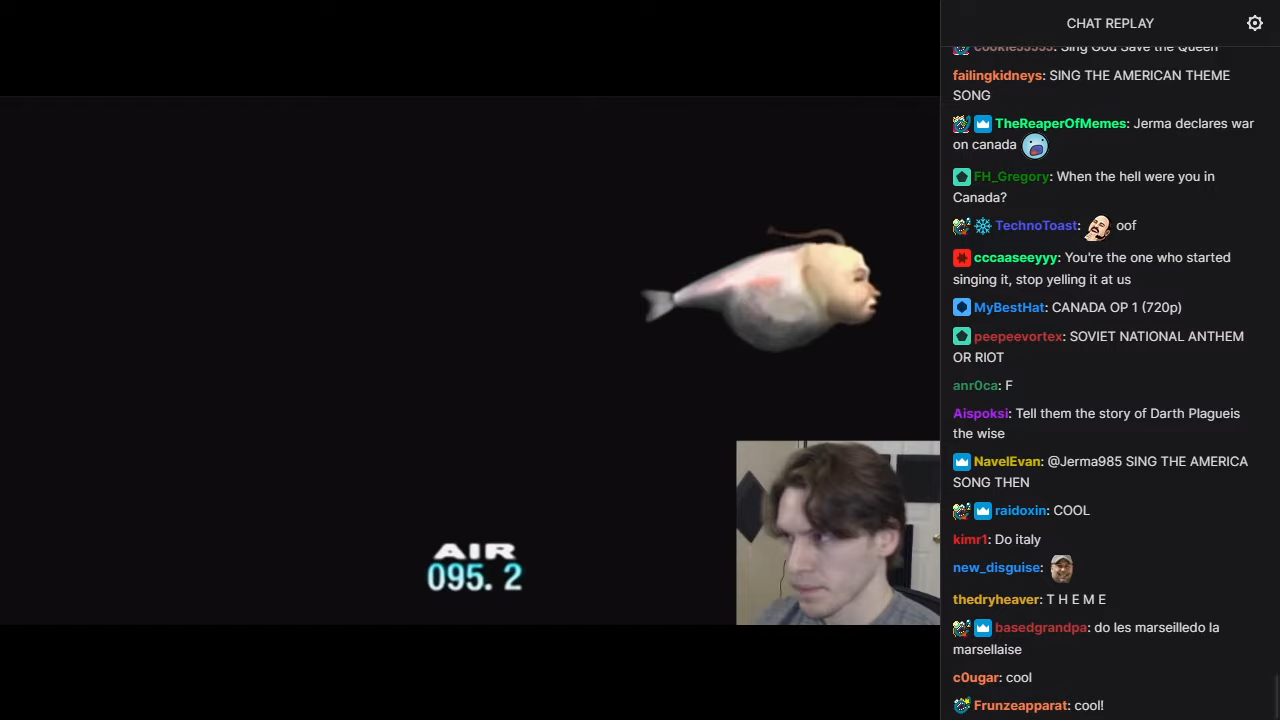 CHAT REPLAY
cookie33333: Sing God Save the Queen
failingkidneys: SING THE AMERICAN THEME
SONG
TheReaperOfMemes: Jerma declares war
on canada
FH_Gregory: When the hell were you in
Canada?
TechnoToast: oof
cccaaseeyyy: You're the one who started
singing it, stop yelling it at us
MyBestHat: CANADA OP 1 (720p)
peepeevortex: SOVIET NATIONAL ANTHEM
OR RIOT
anr0ca: F
Aispoksi: Tell them the story of Darth Plagueis
the wise
NavelEvan: @Jerma985 SING THE AMERICA
SONG THEN
raidoxin: COOL
kimr1: Do italy
new_disguise:
thedryheaver: T H E M E
basedgrandpa: do les marseilledo la
marsellaise
c0ugar: cool
Frunzeapparat: cool!
AIR
095. 2